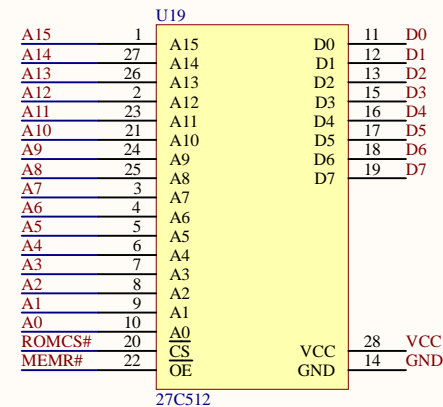 U19
A15 1 A15 D0 11 D0
A14 27 A14 D1 12 D1
A13 26 A13 D2 13 D2
A12 2 A12 D3 15 D3
A11 23 A11 D4 16 D4
A10 21 A10 D5 17 D5
A9 24 A9 D6 18 D6
A8 25 A8 D7 19 D7
A7 3 A7
A6 4 A6
A5 5 A5
A4 6 A4
A3 7 A3
A2 8 A2
A1 9 A1
A0 10 A0
ROMCS# 20 CS VCC 28 VCC
MEMR# 22 OE GND 14 GND
27C512